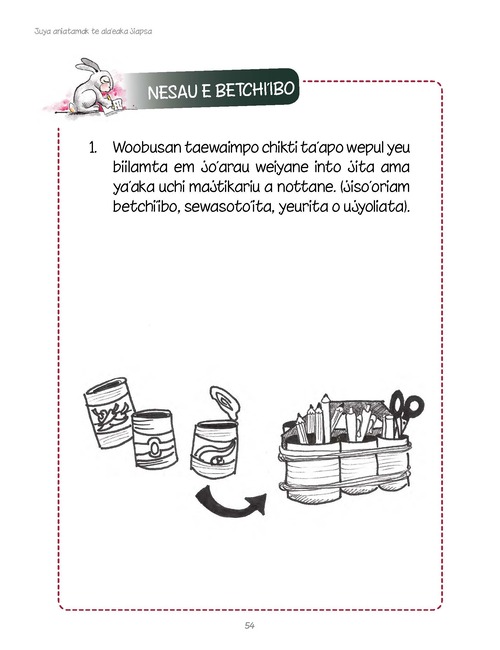 Juya aniatamak te ala'eaka jiapsa
NESAU E BETCHI'IBO
1. Woobusan taewaimpo chikti ta'apo wepul yeu
biilamta em jo'arau weiyane into jita ama
ya'aka uchi majtikariu a nottane. (jiso'oriam
betchi'ibo, sewasoto'ita, yeurita o ujyoliata).
54